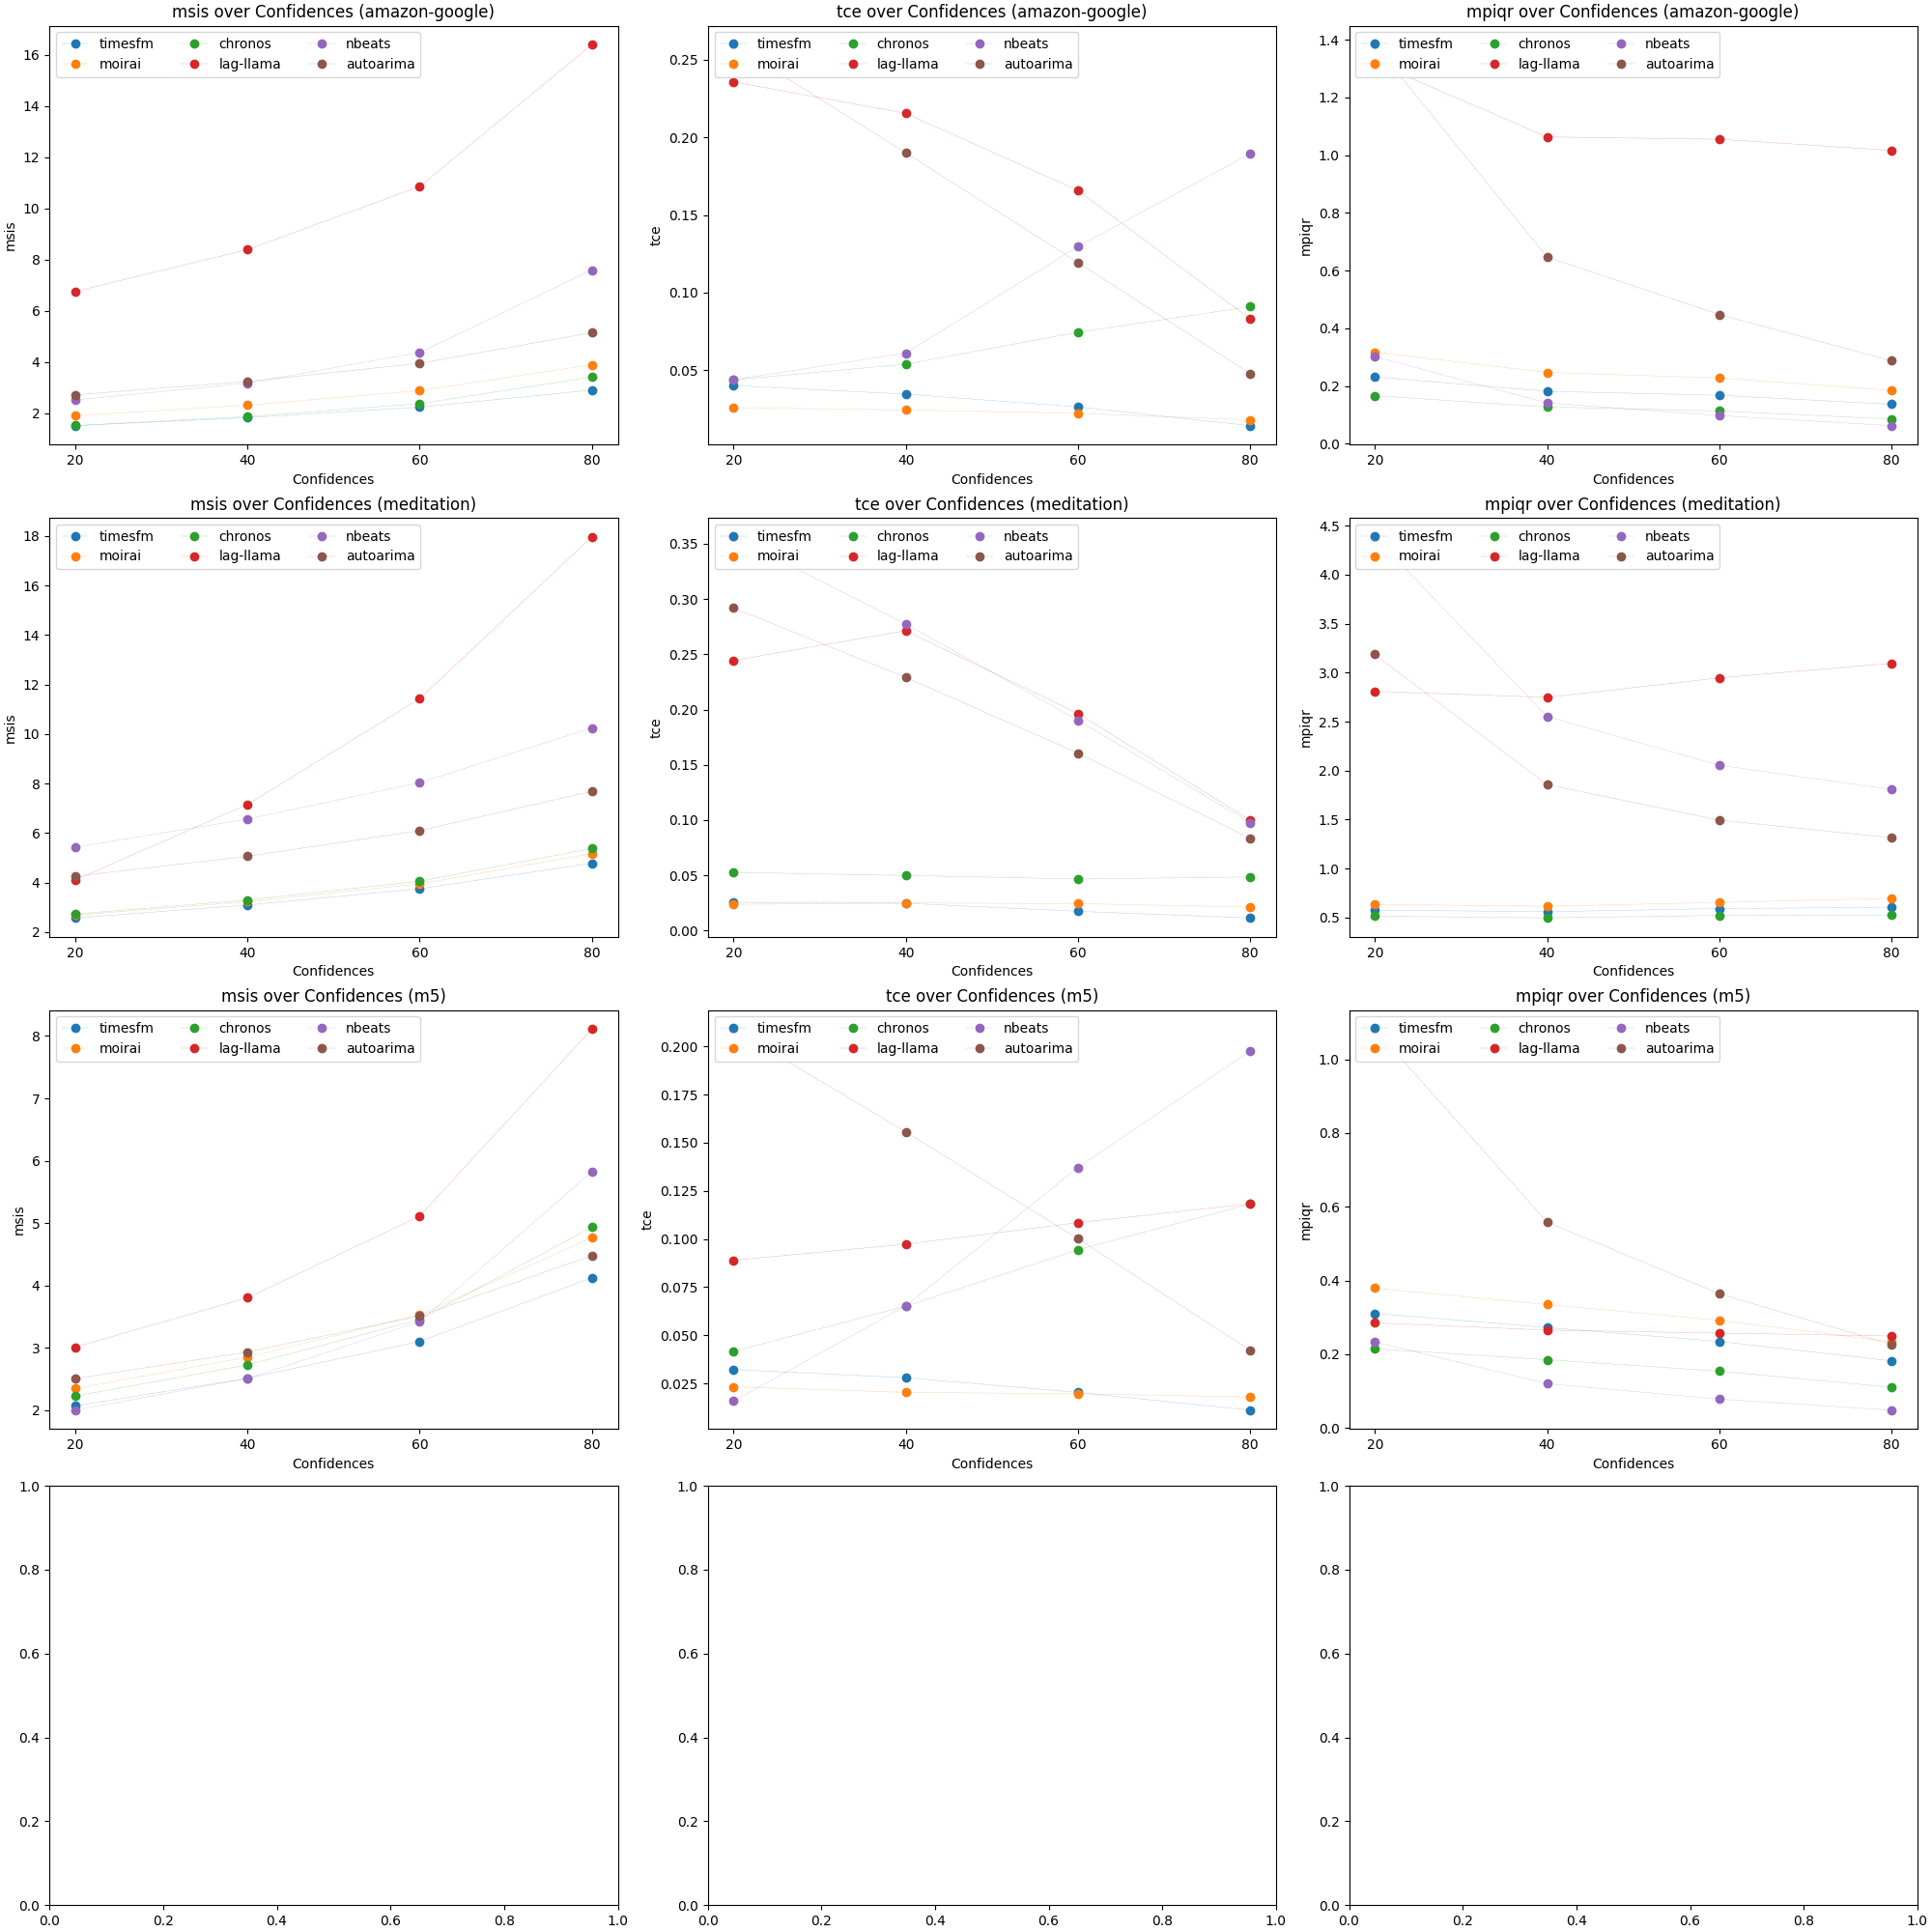 msis over Confidences (amazon-google)
timesfm chronos nbeats
moirai lag-llama autoarima
16
14
12
10
8
6
4
2
msis
20 40 60 80
Confidences
tce over Confidences (amazon-google)
timesfm chronos nbeats
moirai lag-llama autoarima
0.25
0.20
0.15
0.10
0.05
tce
20 40 60 80
Confidences
mpiqr over Confidences (amazon-google)
timesfm chronos nbeats
moirai lag-llama autoarima
1.4
1.2
1.0
0.8
0.6
0.4
0.2
0.0
mpiqr
20 40 60 80
Confidences
msis over Confidences (meditation)
timesfm chronos nbeats
moirai lag-llama autoarima
18
16
14
12
10
8
6
4
2
msis
20 40 60 80
Confidences
tce over Confidences (meditation)
timesfm chronos nbeats
moirai lag-llama autoarima
0.35
0.30
0.25
0.20
0.15
0.10
0.05
0.00
tce
20 40 60 80
Confidences
mpiqr over Confidences (meditation)
timesfm chronos nbeats
moirai lag-llama autoarima
4.5
4.0
3.5
3.0
2.5
2.0
1.5
1.0
0.5
mpiqr
20 40 60 80
Confidences
msis over Confidences (m5)
timesfm chronos nbeats
moirai lag-llama autoarima
8
7
6
5
4
3
2
msis
20 40 60 80
Confidences
tce over Confidences (m5)
timesfm chronos nbeats
moirai lag-llama autoarima
0.200
0.175
0.150
0.125
0.100
0.075
0.050
0.025
tce
20 40 60 80
Confidences
mpiqr over Confidences (m5)
timesfm chronos nbeats
moirai lag-llama autoarima
1.0
0.8
0.6
0.4
0.2
0.0
mpiqr
20 40 60 80
Confidences
1.0
0.8
0.6
0.4
0.2
0.0
0.0 0.2 0.4 0.6 0.8 1.0
1.0
0.8
0.6
0.4
0.2
0.0
0.0 0.2 0.4 0.6 0.8 1.0
1.0
0.8
0.6
0.4
0.2
0.0
0.0 0.2 0.4 0.6 0.8 1.0